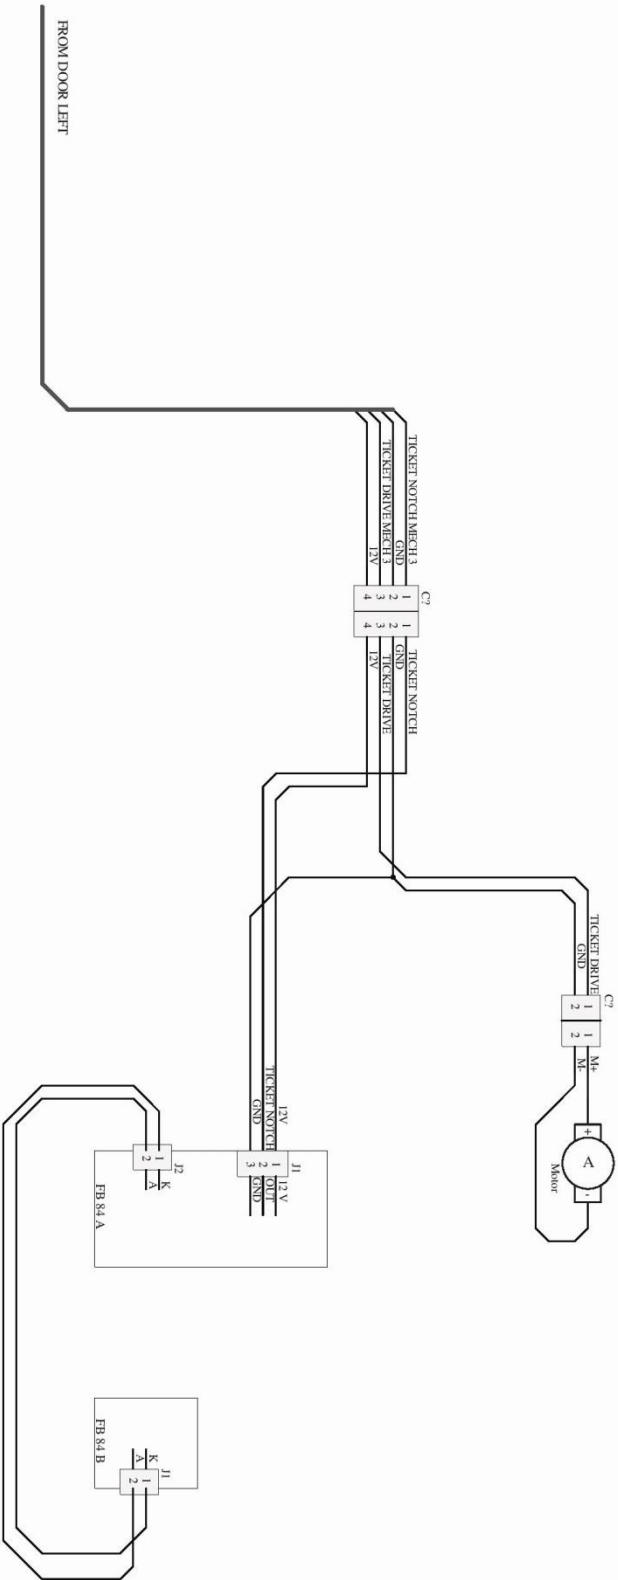 FROM DOOR LEFT
TICKET NOTCH MECH 3
GND
TICKET DRIVE MECH 3
12V
C?
1
2
3
4
1
2
3
4
TICKET NOTCH
GND
TICKET DRIVE
12V
TICKET DRIVE
GND
C?
1
2
1
2
M+
M-
+
A
-
Motor
12V
TICKET NOTCH
GND
J1
1
2
3
12 V
OUT
GND
J2
1
2
K
A
FB 84 A
K
A
J1
1
2
FB 84 B